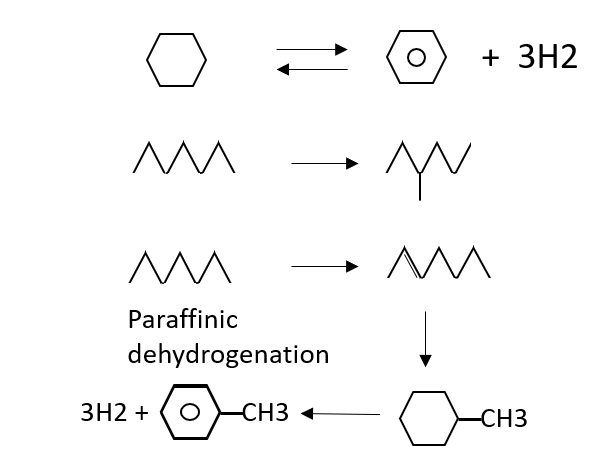 + 3H2
Paraffinic
dehydrogenation
3H2 + CH3
CH3